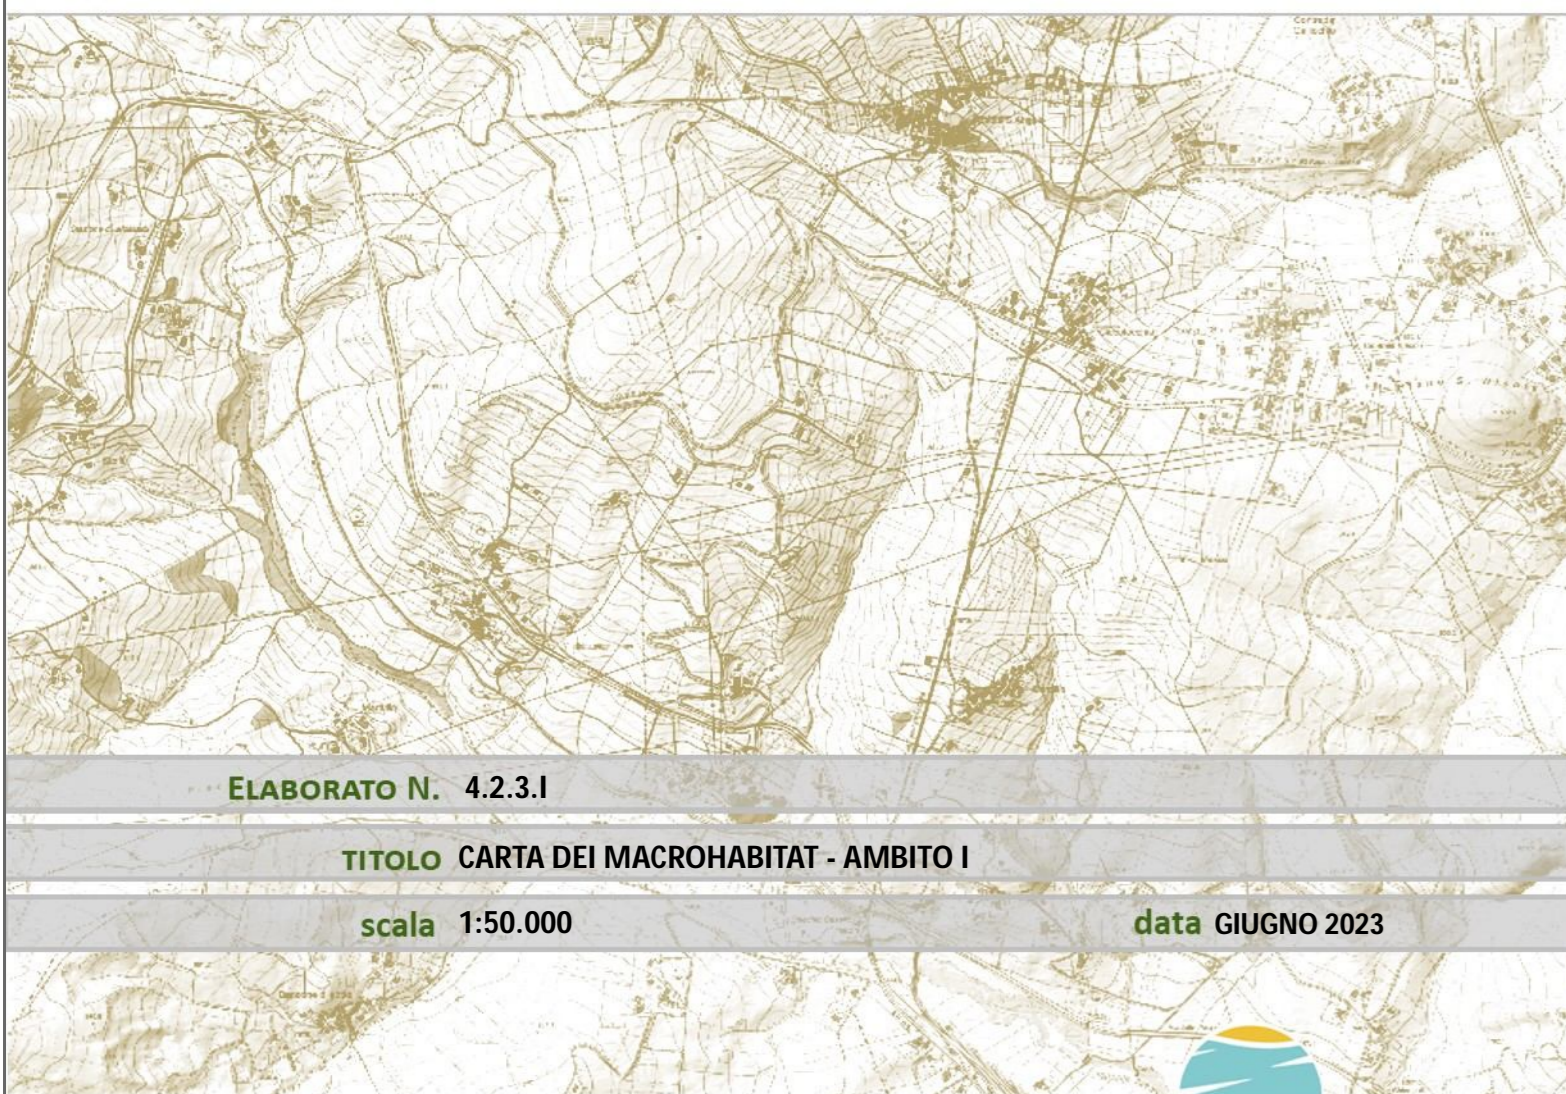 ELABORATO N. 4.2.3.I
TITOLO CARTA DEI MACROHABITAT - AMBITO I
scala 1:50.000 data GIUGNO 2023